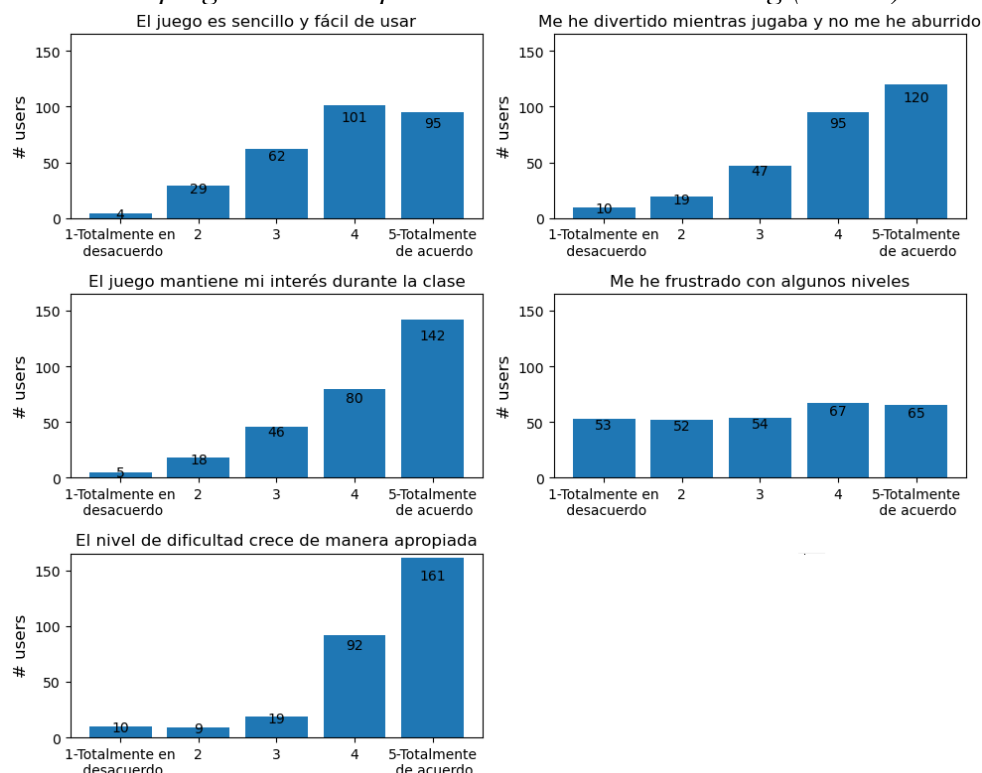 El juego es sencillo y fácil de usar
# users
150
100
50
0
4
29
62
101
95
1-Totalmente en
desacuerdo
2
3
4
5-Totalmente
de acuerdo
Me he divertido mientras jugaba y no me he aburrido
# users
150
100
50
0
10
19
47
95
120
1-Totalmente en
desacuerdo
2
3
4
5-Totalmente
de acuerdo
El juego mantiene mi interés durante la clase
# users
150
100
50
0
5
18
46
80
142
1-Totalmente en
desacuerdo
2
3
4
5-Totalmente
de acuerdo
Me he frustrado con algunos niveles
# users
150
100
50
0
53
52
54
67
65
1-Totalmente en
desacuerdo
2
3
4
5-Totalmente
de acuerdo
El nivel de dificultad crece de manera apropiada
# users
150
100
50
0
10
9
19
92
161
1-Totalmente en
desacuerdo
2
3
4
5-Totalmente
de acuerdo